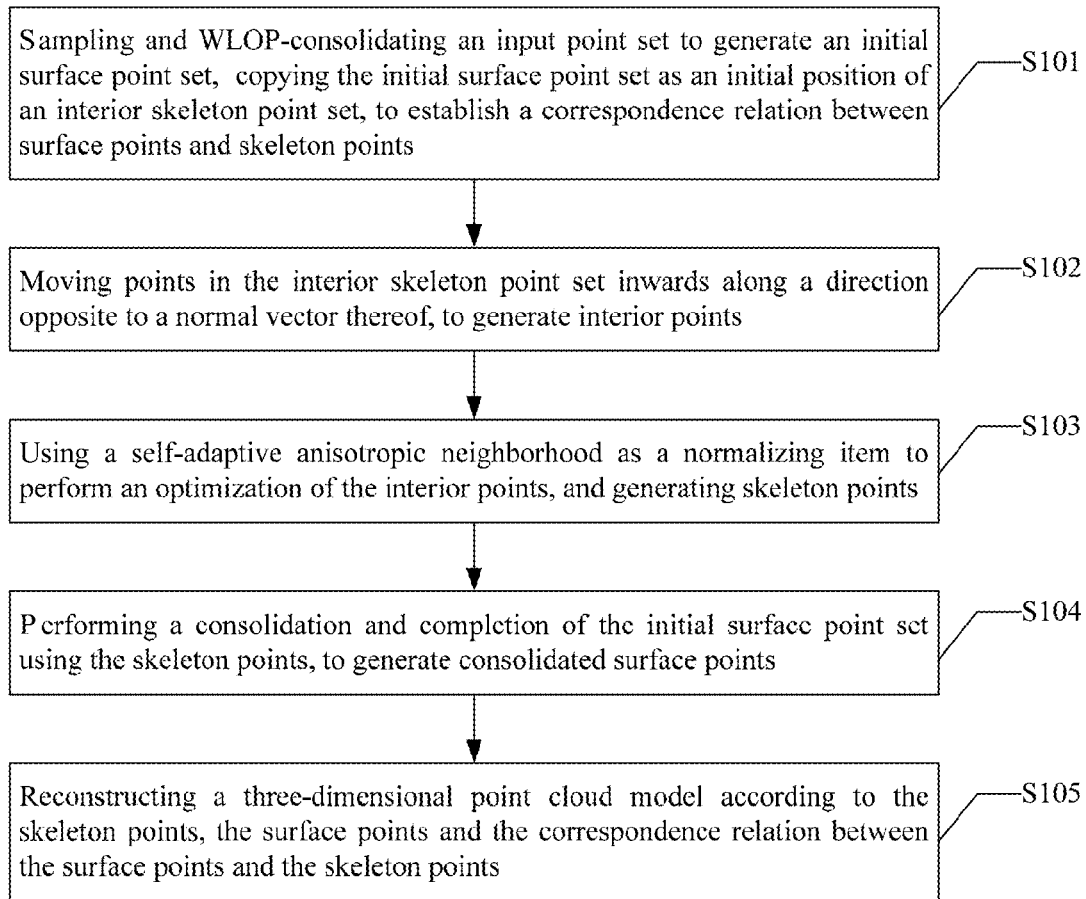 Sampling and WLOP-consolidating an input point set to generate an initial
surface point set, copying the initial surface point set as an initial position of
an interior skeleton point set, to establish a correspondence relation between
surface points and skeleton points
S101
Moving points in the interior skeleton point set inwards along a direction
opposite to a normal vector thereof, to generate interior points
S102
Using a self-adaptive anisotropic neighborhood as a normalizing item to
perform an optimization of the interior points, and generating skeleton points
S103
Performing a consolidation and completion of the initial surface point set
using the skeleton points, to generate consolidated surface points
S104
Reconstructing a three-dimensional point cloud model according to the
skeleton points, the surface points and the correspondence relation between
the surface points and the skeleton points
S105